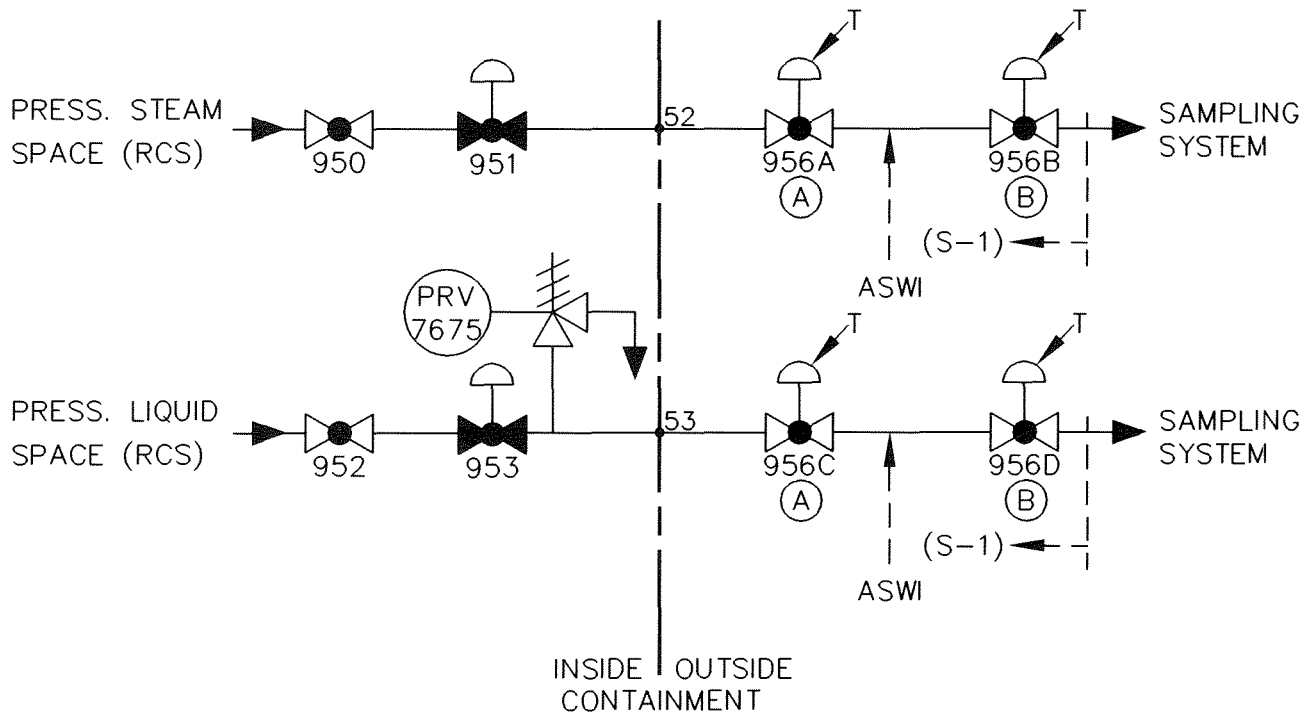 T
T
PRESS. STEAM
SPACE (RCS)
950
951
52
956A
A
956B
B
SAMPLING
SYSTEM
(S-1)
ASWI
PRV
7675
T
T
PRESS. LIQUID
SPACE (RCS)
952
953
53
956C
A
956D
B
SAMPLING
SYSTEM
(S-1)
ASWI
INSIDE OUTSIDE
CONTAINMENT